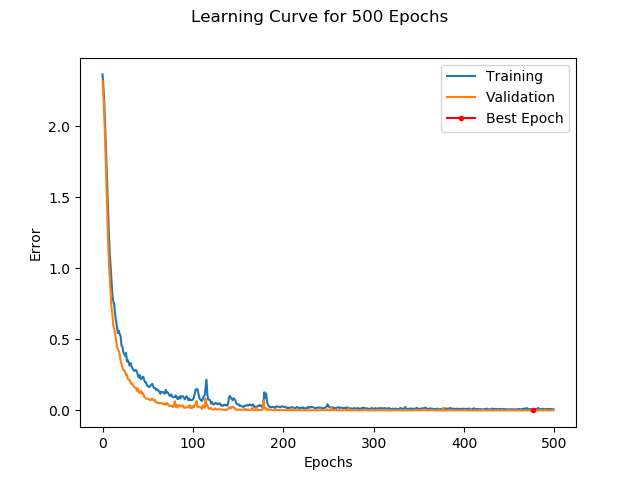 Learning Curve for 500 Epochs
Training
Validation
Best Epoch
Error
2.0
1.5
1.0
0.5
0.0
0 100 200 300 400 500
Epochs